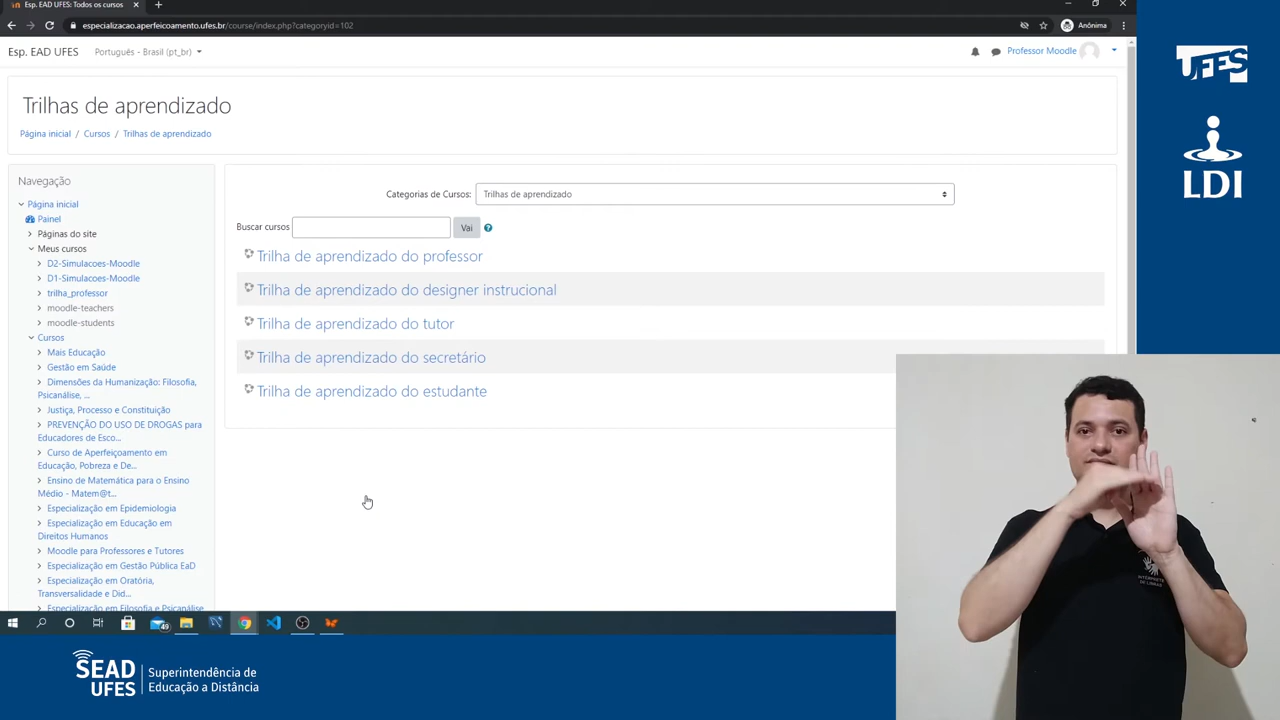 Esp. EAD UFES: Todos os cursos
especializacao.aperfeicoamento.ufes.br/course/index.php?categoryid=102
Anônima
Esp. EAD UFES
Português - Brasil (pt_br)
Professor Moodle
Trilhas de aprendizado
Página inicial / Cursos / Trilhas de aprendizado
Navegação
Página inicial
Painel
Páginas do site
Meus cursos
D2-Simulacoes-Moodle
D1-Simulacoes-Moodle
trilha_professor
moodle-teachers
moodle-students
Cursos
Mais Educação
Gestão em Saúde
Dimensões da Humanização: Filosofia,
Psicanálise, ...
Justiça, Processo e Constituição
PREVENÇÃO DO USO DE DROGAS para
Educadores de Esco...
Curso de Aperfeiçoamento em
Educação, Pobreza e De...
Ensino de Matemática para o Ensino
Médio - Matem@t...
Especialização em Epidemiologia
Especialização em Educação em
Direitos Humanos
Moodle para Professores e Tutores
Especialização em Gestão Pública EaD
Especialização em Oratória,
Transversalidade e Did...
Especialização em Filosofia e Psicanálise
Categorias de Cursos: Trilhas de aprendizado
Buscar cursos Vai
Trilha de aprendizado do professor
Trilha de aprendizado do designer instrucional
Trilha de aprendizado do tutor
Trilha de aprendizado do secretário
Trilha de aprendizado do estudante
49
UFES
LDI
INTÉRPRETE
DE LIBRAS
SEAD
UFES
Superintendência de
Educação a Distância